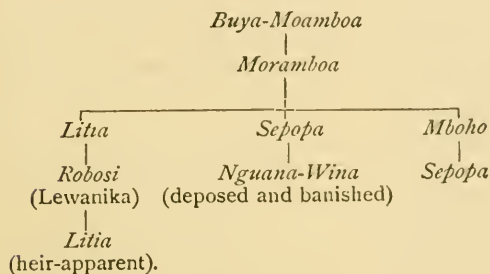 Buya-Moamboa
Moramboa
Litia Sepopa Mboho
Robosi Nguana-Wina Sepopa
(Lewanika) (deposed and banished)
Litia
(heir-apparent).